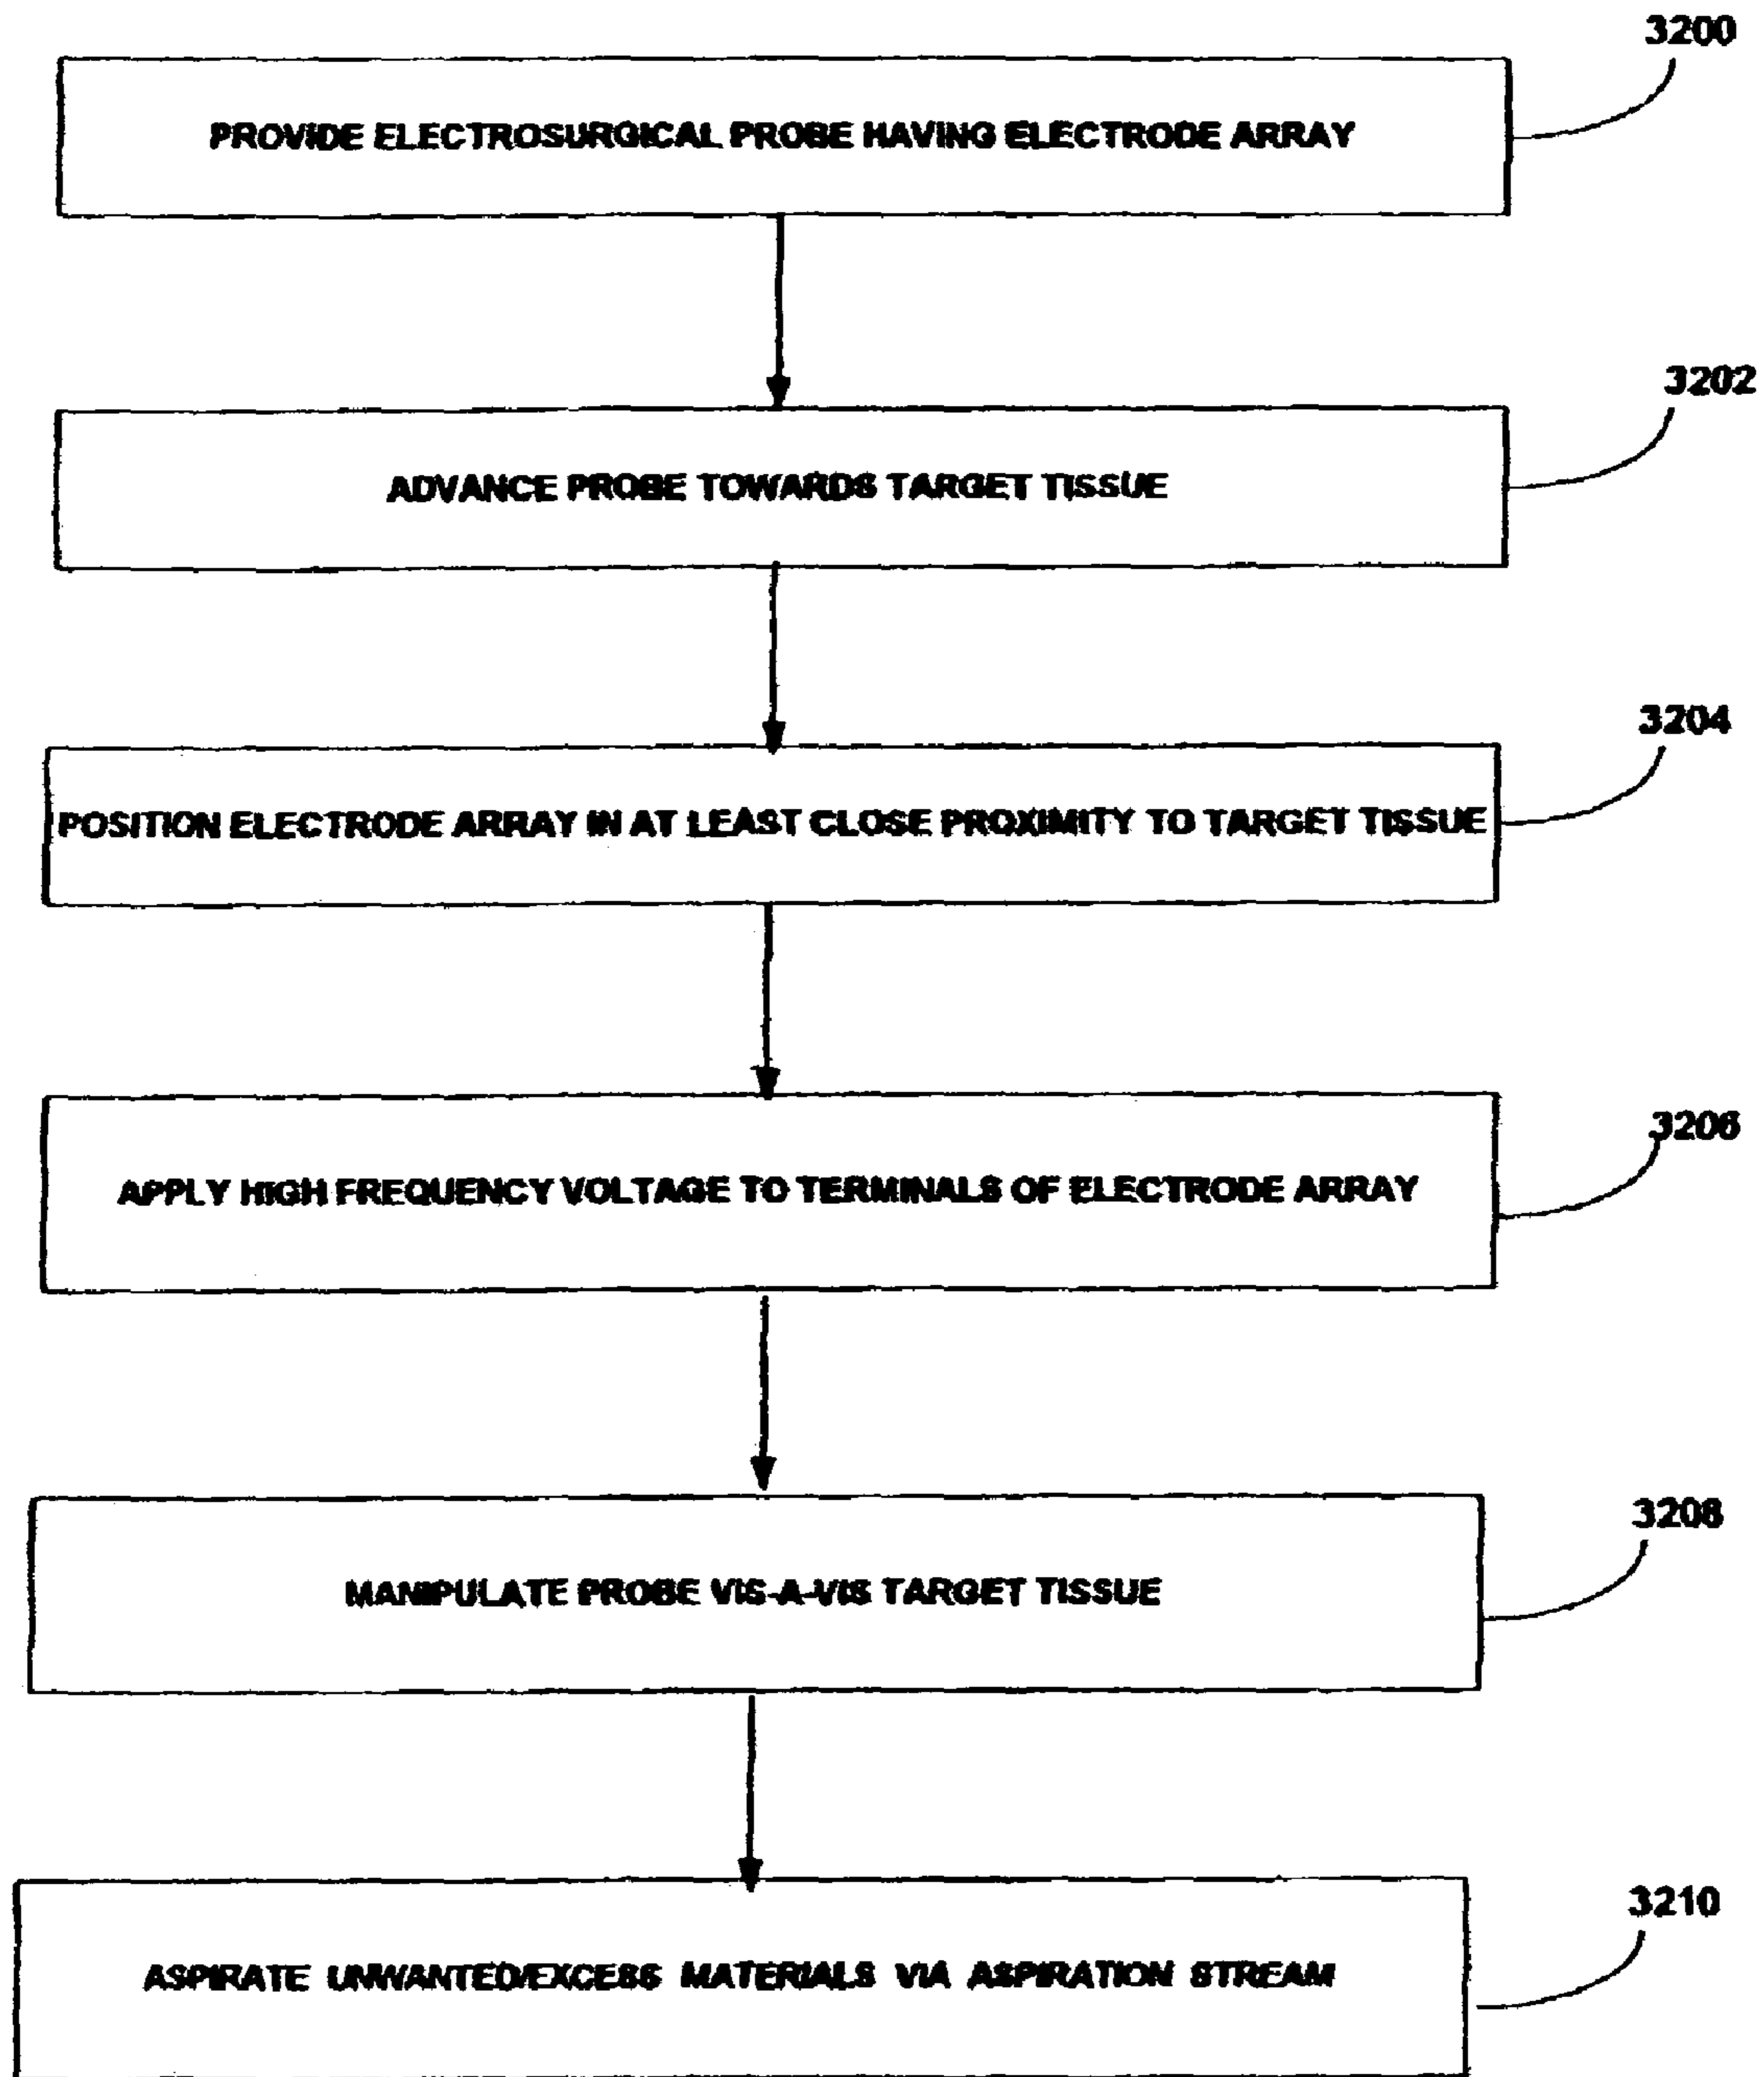 3200
PROVIDE ELECTROSURGICAL PROBE HAVING ELECTRODE ARRAY
3202
ADVANCE PROBE TOWARDS TARGET TISSUE
3204
POSITION ELECTRODE ARRAY IN AT LEAST CLOSE PROXIMITY TO TARGET TISSUE
3206
APPLY HIGH FREQUENCY VOLTAGE TO TERMINALS OF ELECTRODE ARRAY
3208
MANIPULATE PROBE VIS-A-VIS TARGET TISSUE
3210
ASPIRATE UNWANTED/EXCESS MATERIALS VIA ASPIRATION STREAM